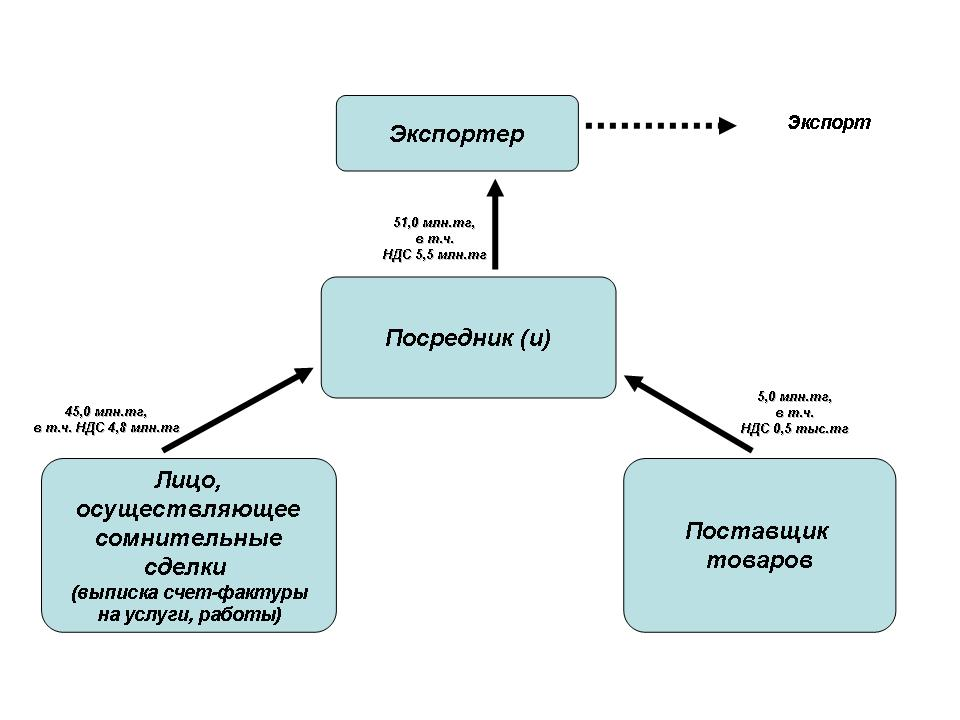 Экспортер
Экспорт
51,0 млн.тг,
в т.ч.
НДС 5,5 млн.тг
Посредник (и)
45,0 млн.тг,
в т.ч. НДС 4,8 млн.тг
5,0 млн.тг,
в т.ч.
НДС 0,5 тыс.тг
Лицо,
осуществляющее
сомнительные
сделки
(выписка счет-фактуры
на услуги, работы)
Поставщик
товаров